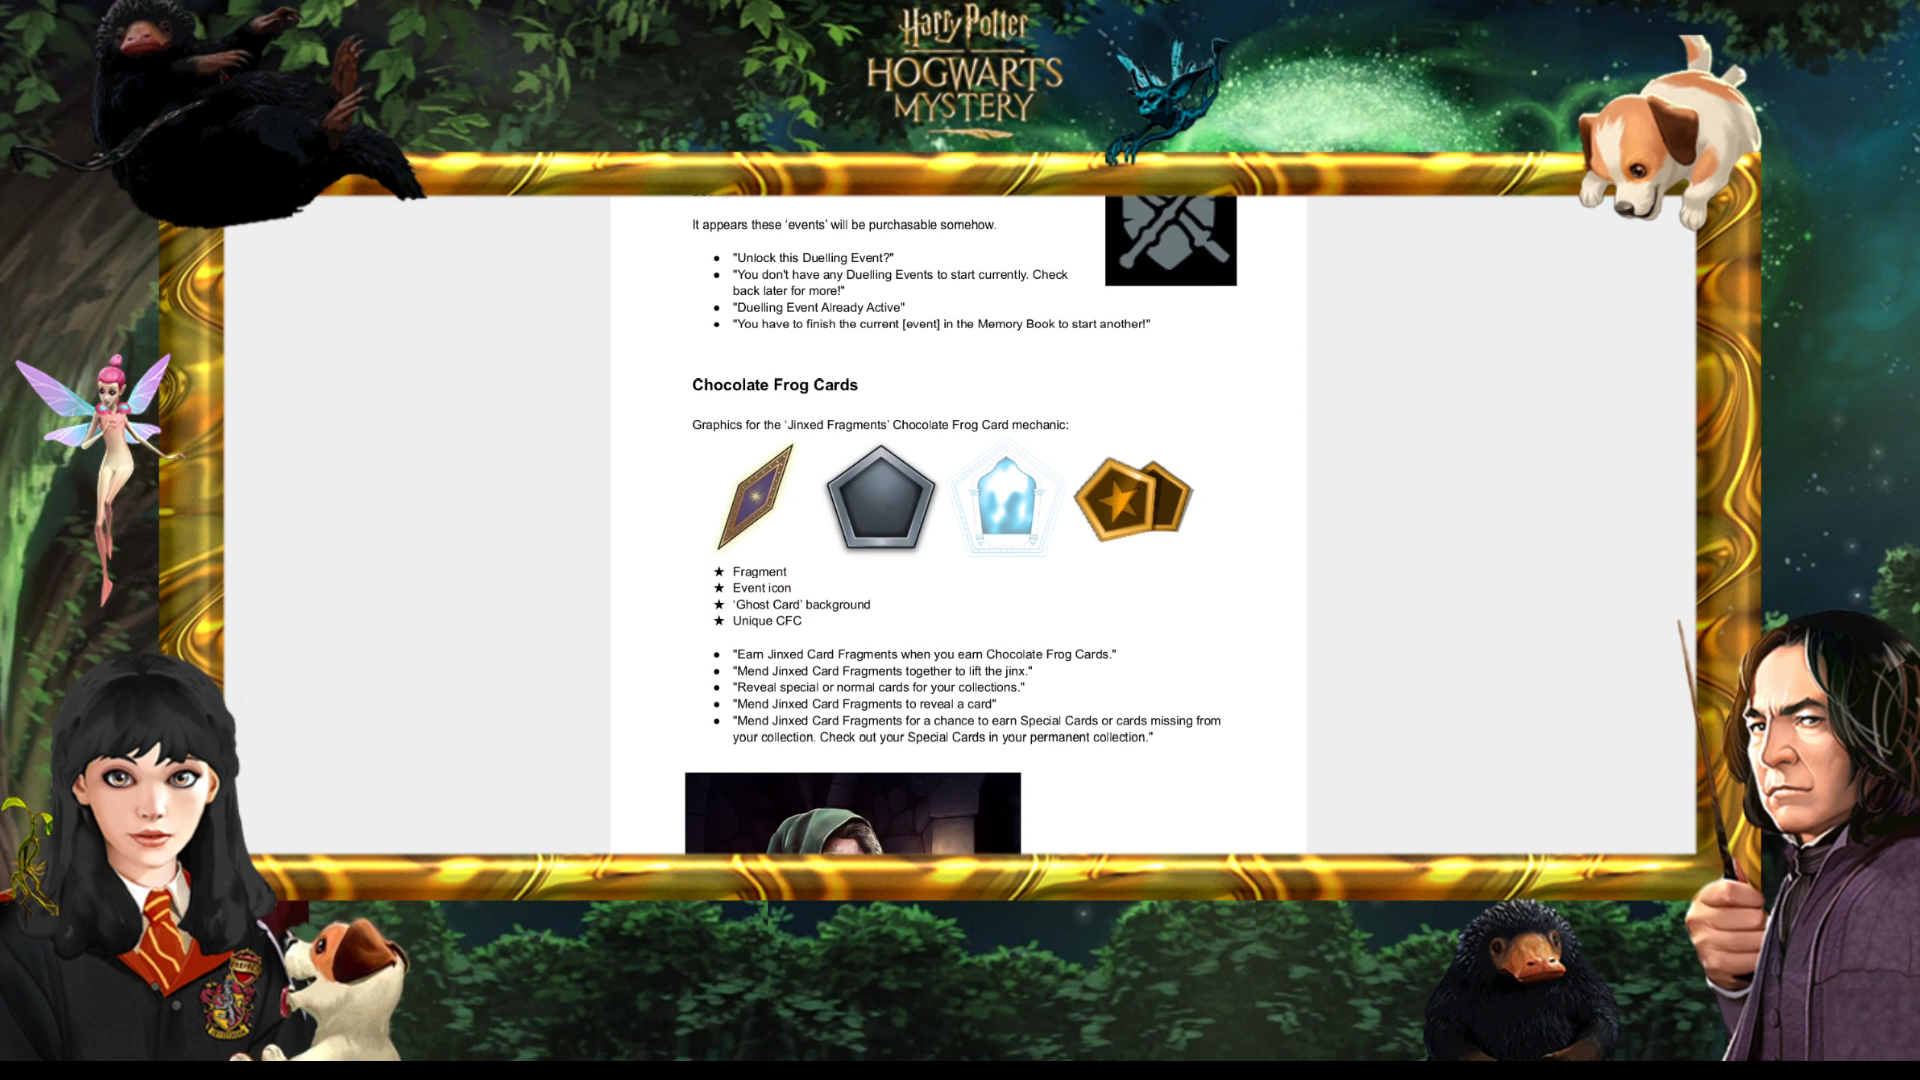 Harry Potter
HOGWARTS
MYSTERY
It appears these ‘events’ will be purchasable somehow.
● "Unlock this Duelling Event?"
● "You don't have any Duelling Events to start currently. Check
back later for more!"
● "Duelling Event Already Active"
● "You have to finish the current [event] in the Memory Book to start another!"
Chocolate Frog Cards
Graphics for the ‘Jinxed Fragments’ Chocolate Frog Card mechanic:
★ Fragment
★ Event icon
★ ‘Ghost Card’ background
★ Unique CFC
● "Earn Jinxed Card Fragments when you earn Chocolate Frog Cards."
● "Mend Jinxed Card Fragments together to lift the jinx."
● "Reveal special or normal cards for your collections."
● "Mend Jinxed Card Fragments to reveal a card"
● "Mend Jinxed Card Fragments for a chance to earn Special Cards or cards missing from
your collection. Check out your Special Cards in your permanent collection."
PREFECT